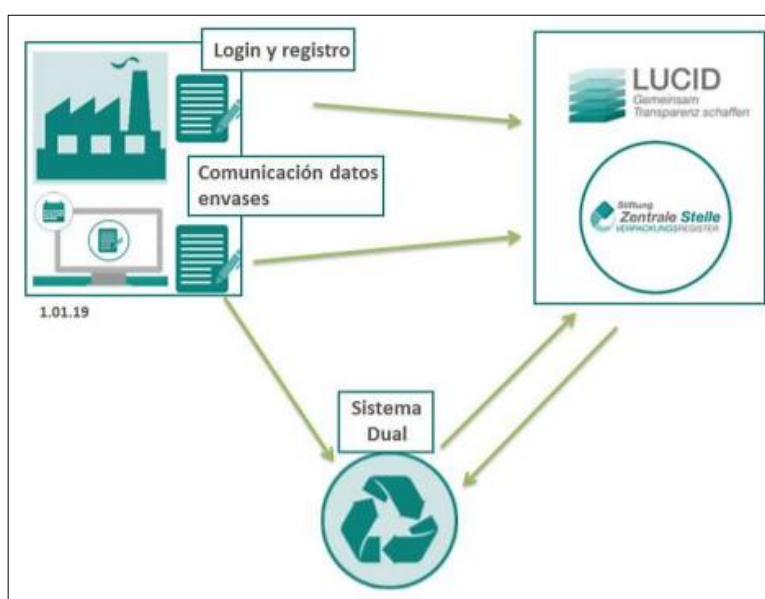 Login y registro
Comunicación datos
envases
1.01.19
LUCID
Gemeinsam
Transparenz schaffen
Stiftung
Zentrale Stelle
VERPACKUNGSREGISTER
Sistema
Dual